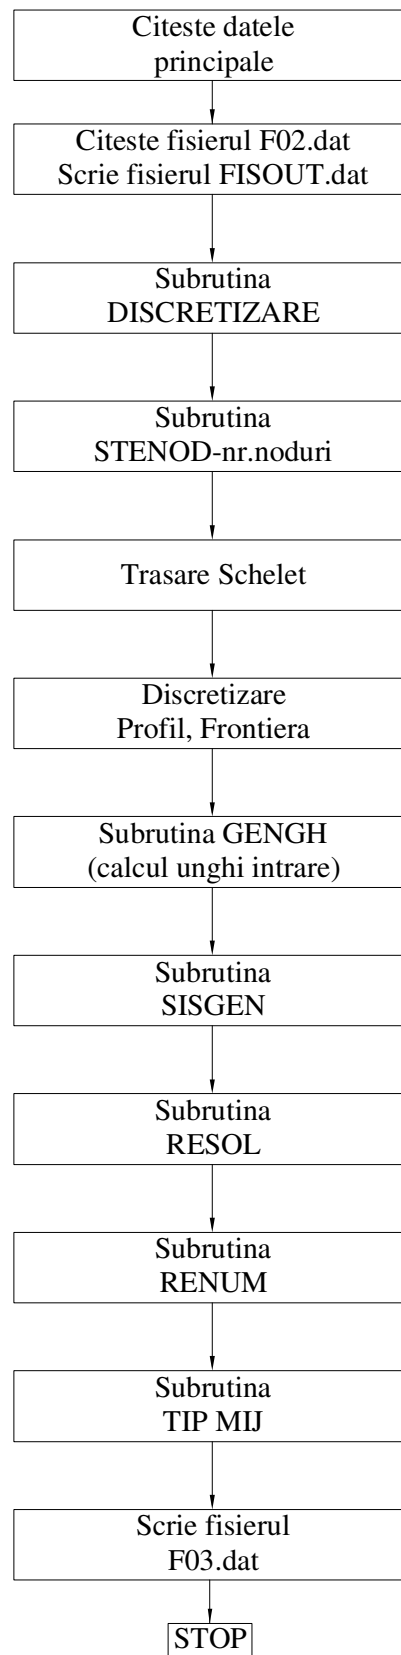 Citeste datele
principale
Citeste fisierul F02.dat
Scrie fisierul FISOUT.dat
Subrutina
DISCRETIZARE
Subrutina
STENOD-nr.noduri
Trasare Schelet
Discretizare
Profil, Frontiera
Subrutina GENGH
(calcul unghi intrare)
Subrutina
SISGEN
Subrutina
RESOL
Subrutina
RENUM
Subrutina
TIP MIJ
Scrie fisierul
F03.dat
STOP